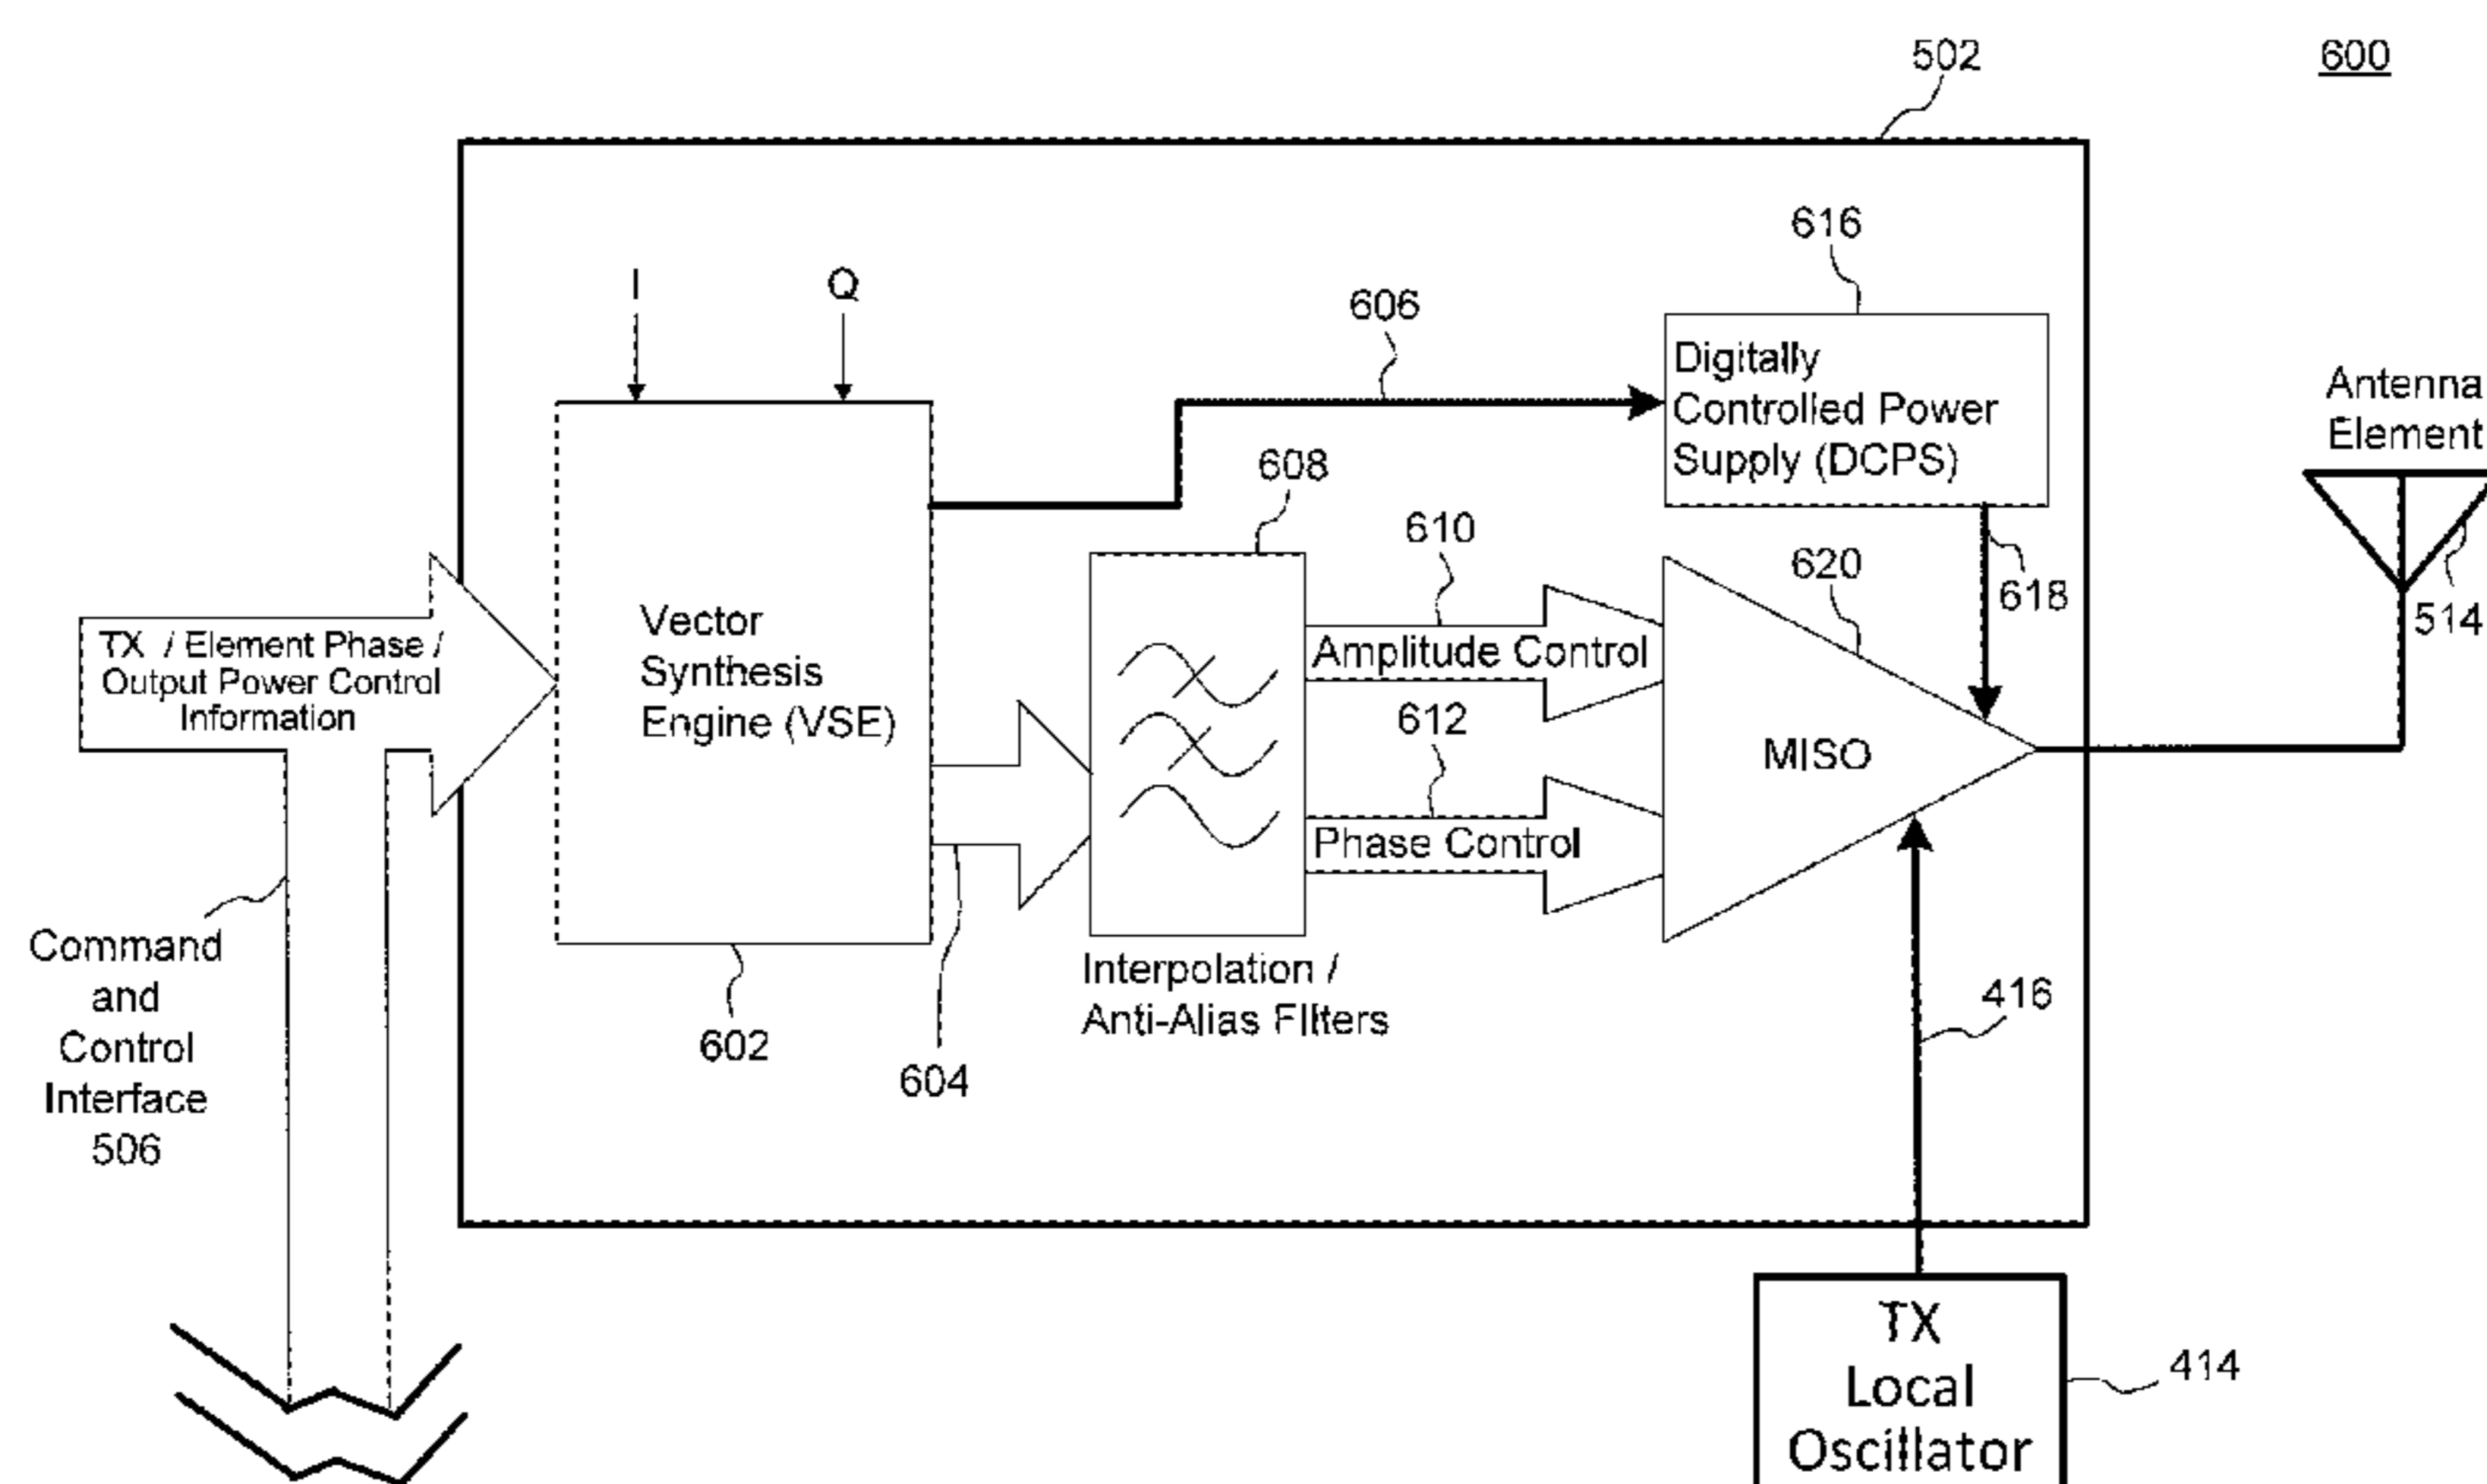 502
600
616
I
Q
606
Digitally
Controlled Power
Supply (DCPS)
Antenna
Element
608
610
620
618
514
Vector
Synthesis
Engine (VSE)
TX / Element Phase /
Output Power Control
Information
Amplitude Control
612
MISO
Phase Control
Command
and
Control
Interface
506
Interpolation /
Anti-Alias Filters
416
602
604
TX
Local
Oscillator
414